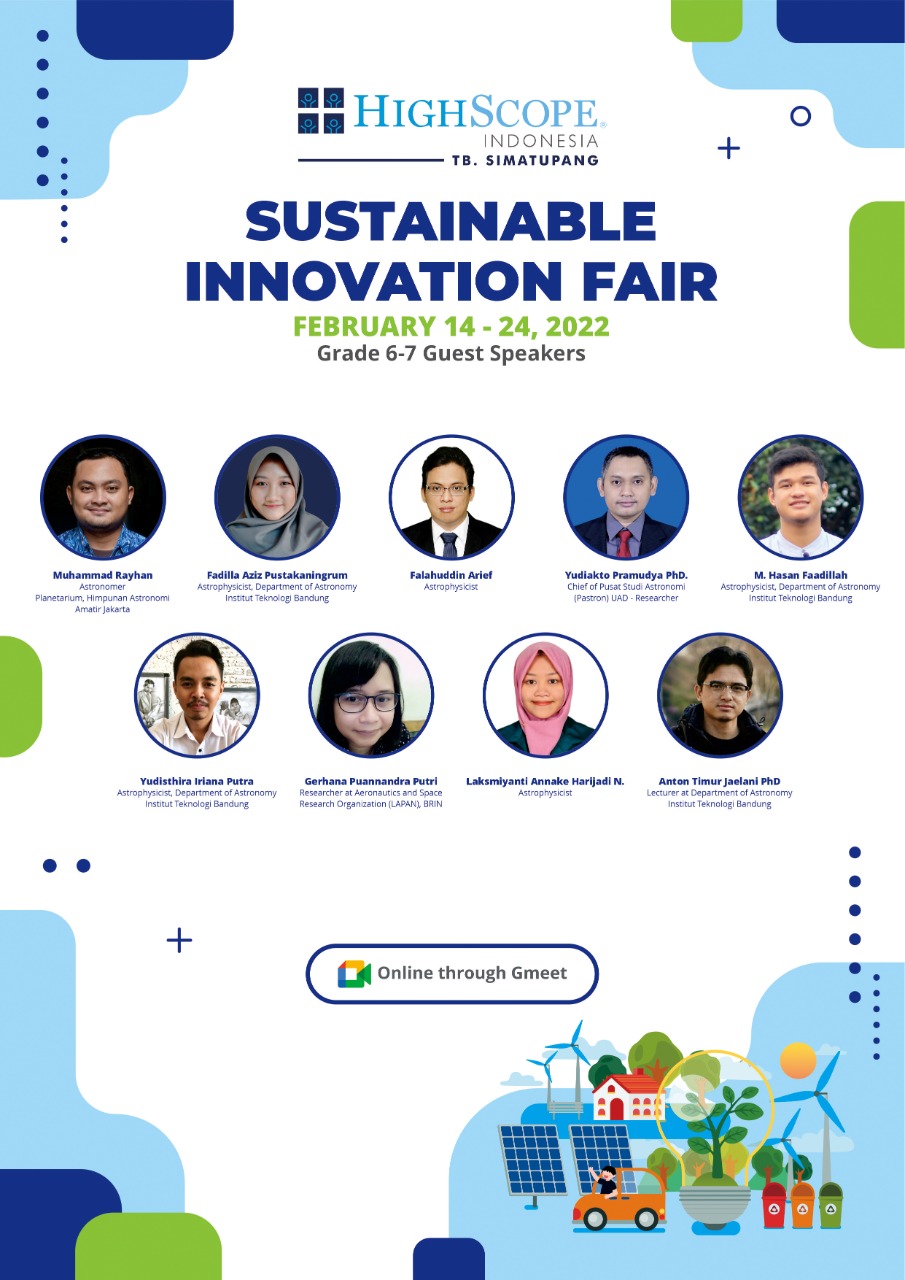 HIGHSCOPE®
INDONESIA
TB. SIMATUPANG
SUSTAINABLE
INNOVATION FAIR
FEBRUARY 14 - 24, 2022
Grade 6-7 Guest Speakers
Muhammad Rayhan
Astronomer
Planetarium, Himpunan Astronomi
Amatir Jakarta
Fadilla Aziz Pustakaningrum
Astrophysicist, Department of Astronomy
Institut Teknologi Bandung
Falahuddin Arief
Astrophysicist
Yudiakto Pramudya PhD.
Chief of Pusat Studi Astronomi
(Pastron) UAD - Researcher
M. Hasan Faadillah
Astrophysicist, Department of Astronomy
Institut Teknologi Bandung
Yudisthira Iriana Putra
Astrophysicist, Department of Astronomy
Institut Teknologi Bandung
Gerhana Puannandra Putri
Researcher at Aeronautics and Space
Research Organization (LAPAN), BRIN
Laksmiyanti Annake Harijadi N.
Astrophysicist
Anton Timur Jaelani PhD
Lecturer at Department of Astronomy
Institut Teknologi Bandung
Online through Gmeet